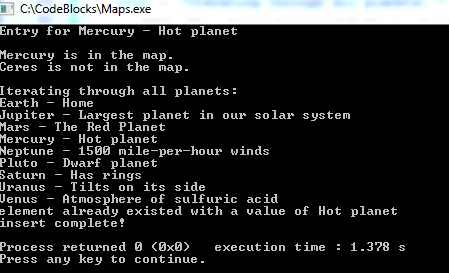 C:\CodeBlocks\Maps.exe
Entry for Mercury - Hot planet
Mercury is in the map.
Ceres is not in the map.
Iterating through all planets:
Earth - Home
Jupiter - Largest planet in our solar system
Mars - The Red Planet
Mercury - Hot planet
Neptune - 1500 mile-per-hour winds
Pluto - Dwarf planet
Saturn - Has rings
Uranus - Tilts on its side
Venus - Atmosphere of sulfuric acid
element already existed with a value of Hot planet
insert complete!
Process returned 0 (0x0)   execution time : 1.378 s
Press any key to continue.